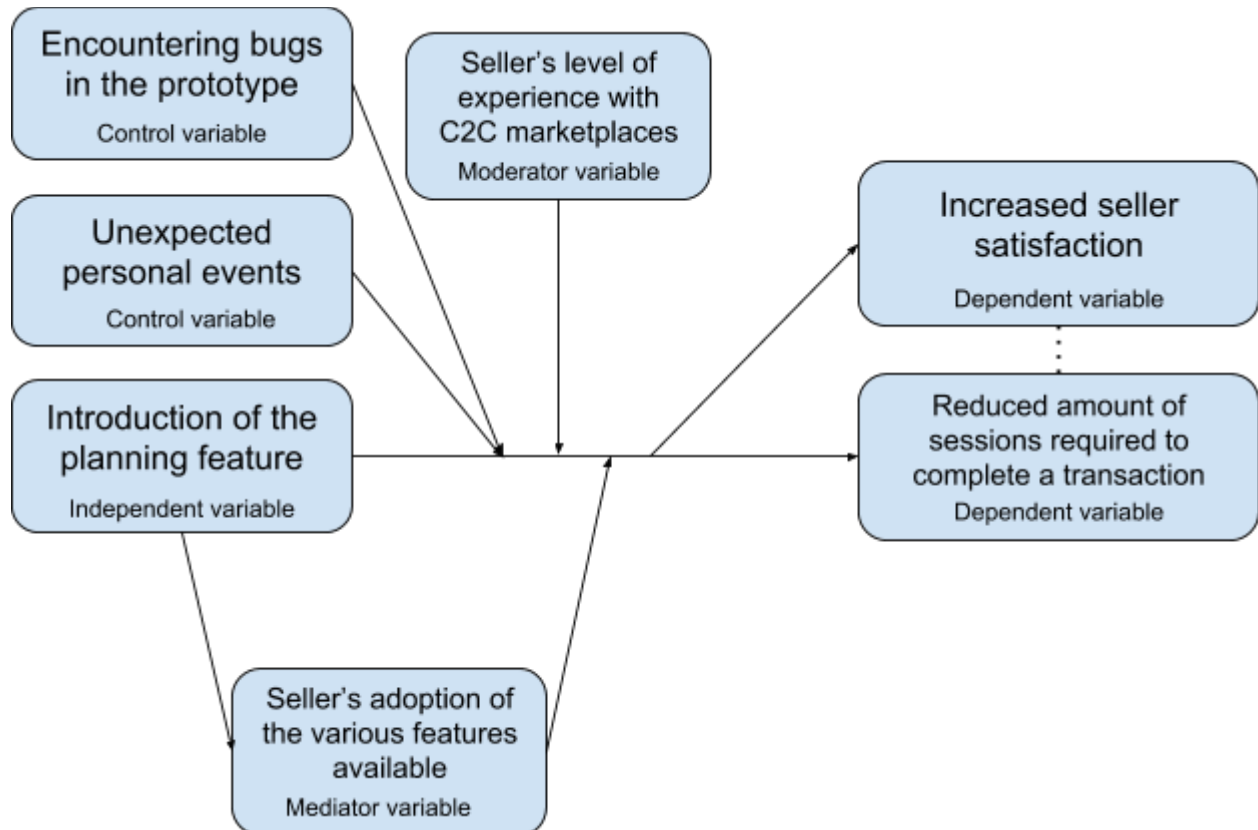 Encountering bugs
in the prototype
Control variable
Seller's level of
experience with
C2C marketplaces
Moderator variable
Unexpected
personal events
Control variable
Increased seller
satisfaction
Dependent variable
Introduction of the
planning feature
Independent variable
Reduced amount of
sessions required to
complete a transaction
Dependent variable
Seller's adoption of
the various features
available
Mediator variable